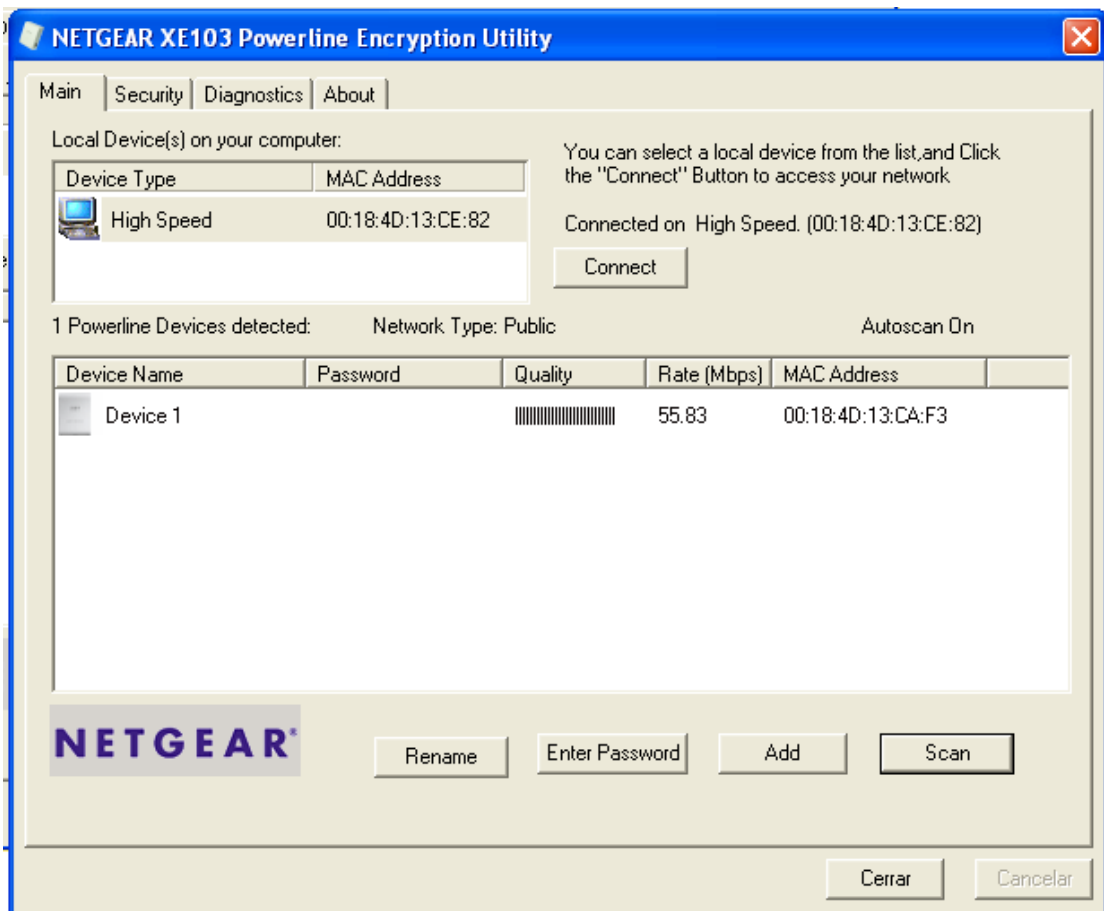 NETGEAR XE103 Powerline Encryption Utility
Main Security Diagnostics About
Local Device(s) on your computer:
You can select a local device from the list,and Click
the "Connect" Button to access your network
Device Type MAC Address
High Speed 00:18:4D:13:CE:82
Connected on High Speed. (00:18:4D:13:CE:82)
Connect
1 Powerline Devices detected: Network Type: Public Autoscan On
Device Name Password Quality Rate (Mbps) MAC Address
Device 1 55.83 00:18:4D:13:CA:F3
NETGEAR®
Rename Enter Password Add Scan
Cerrar Cancelar